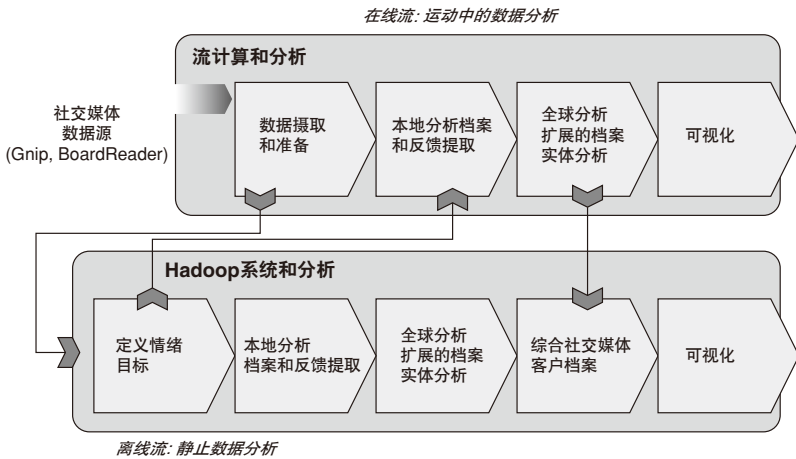 在线流: 运动中的数据分析
流计算和分析
社交媒体
数据源
(Gnip, BoardReader)
数据摄取
和准备
本地分析档案
和反馈提取
全球分析
扩展的档案
实体分析
可视化
Hadoop系统和分析
定义情绪
目标
本地分析
档案和反馈提取
全球分析
扩展的档案
实体分析
综合社交媒体
客户档案
可视化
离线流: 静止数据分析